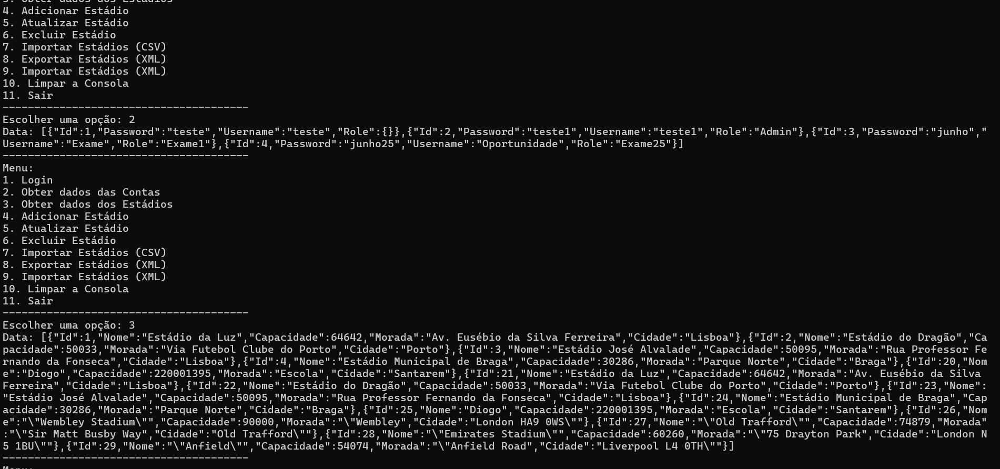 3. Obter dados dos Estádios
4. Adicionar Estádio
5. Atualizar Estádio
6. Excluir Estádio
7. Importar Estádios (CSV)
8. Exportar Estádios (XML)
9. Importar Estádios (XML)
10. Limpar a Consola
11. Sair
---------------------------------------
Escolher uma opção: 2
Data: [{"Id":1,"Password":"teste","Username":"teste","Role":{}},{"Id":2,"Password":"teste1","Username":"teste1","Role":"Admin"},{"Id":3,"Password":"junho","
Username":"Exame","Role":"Exame1"},{"Id":4,"Password":"junho25","Username":"Oportunidade","Role":"Exame25"}]
---------------------------------------
Menu:
1. Login
2. Obter dados das Contas
3. Obter dados dos Estádios
4. Adicionar Estádio
5. Atualizar Estádio
6. Excluir Estádio
7. Importar Estádios (CSV)
8. Exportar Estádios (XML)
9. Importar Estádios (XML)
10. Limpar a Consola
11. Sair
---------------------------------------
Escolher uma opção: 3
Data: [{"Id":1,"Nome":"Estádio da Luz","Capacidade":64642,"Morada":"Av. Eusébio da Silva Ferreira","Cidade":"Lisboa"},{"Id":2,"Nome":"Estádio do Dragão","Ca
pacidade":50033,"Morada":"Via Futebol Clube do Porto","Cidade":"Porto"},{"Id":3,"Nome":"Estádio José Alvalade","Capacidade":50095,"Morada":"Rua Professor Fe
rnando da Fonseca","Cidade":"Lisboa"},{"Id":4,"Nome":"Estádio Municipal de Braga","Capacidade":30286,"Morada":"Parque Norte","Cidade":"Braga"},{"Id":20,"Nom
e":"Diogo","Capacidade":220001395,"Morada":"Escola","Cidade":"Santarem"},{"Id":21,"Nome":"Estádio da Luz","Capacidade":64642,"Morada":"Av. Eusébio da Silva
Ferreira","Cidade":"Lisboa"},{"Id":22,"Nome":"Estádio do Dragão","Capacidade":50033,"Morada":"Via Futebol Clube do Porto","Cidade":"Porto"},{"Id":23,"Nome":
"Estádio José Alvalade","Capacidade":50095,"Morada":"Rua Professor Fernando da Fonseca","Cidade":"Lisboa"},{"Id":24,"Nome":"Estádio Municipal de Braga","Cap
acidade":30286,"Morada":"Parque Norte","Cidade":"Braga"},{"Id":25,"Nome":"Diogo","Capacidade":220001395,"Morada":"Escola","Cidade":"Santarem"},{"Id":26,"Nom
e":"\"Wembley Stadium\"","Capacidade":90000,"Morada":"\"Wembley","Cidade":"London HA9 0WS\""},{"Id":27,"Nome":"\"Old Trafford\"","Capacidade":74879,"Morada"
:"\"Sir Matt Busby Way","Cidade":"Old Trafford\""},{"Id":28,"Nome":"\"Emirates Stadium\"","Capacidade":60260,"Morada":"\"75 Drayton Park","Cidade":"London N
5 1BU\""},{"Id":29,"Nome":"\"Anfield\"","Capacidade":54074,"Morada":"\"Anfield Road","Cidade":"Liverpool L4 0TH\""}]
---------------------------------------
Menu: